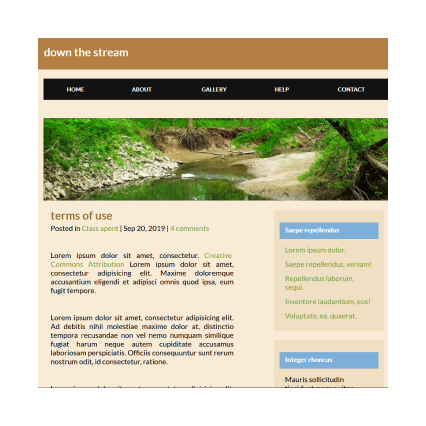 down the stream
HOME ABOUT GALLERY HELP CONTACT
terms of use
Posted in Class apent | Sep 20, 2019 | 4 comments
Lorem ipsum dolor sit amet, consectetur. Creative
Commons Attribution Lorem ipsum dolor sit amet,
consectetur adipisicing elit. Maxime doloremque
accusantium eligendi et adipisci omnis quod ipsa, eum
fugit tempore.
Lorem ipsum dolor sit amet, consectetur adipisicing elit.
Ad debitis nihil molestiae maxime dolor at, distinctio
tempora recusandae non vel nemo numquam similique
fugiat harum neque autem cupiditate accusamus
laboriosam perspiciatis. Officiis consequuntur sunt rerum
nostrum odit, id consectetur, ratione.
Saepe repellendus
Lorem ipsum dolor.
Saepe repellendus, veniam!
Repellendus laborum,
sequi.
Inventore laudantium, eos!
Voluptate, ea, quaerat.
Integer rhoncus
Mauris sollicitudin